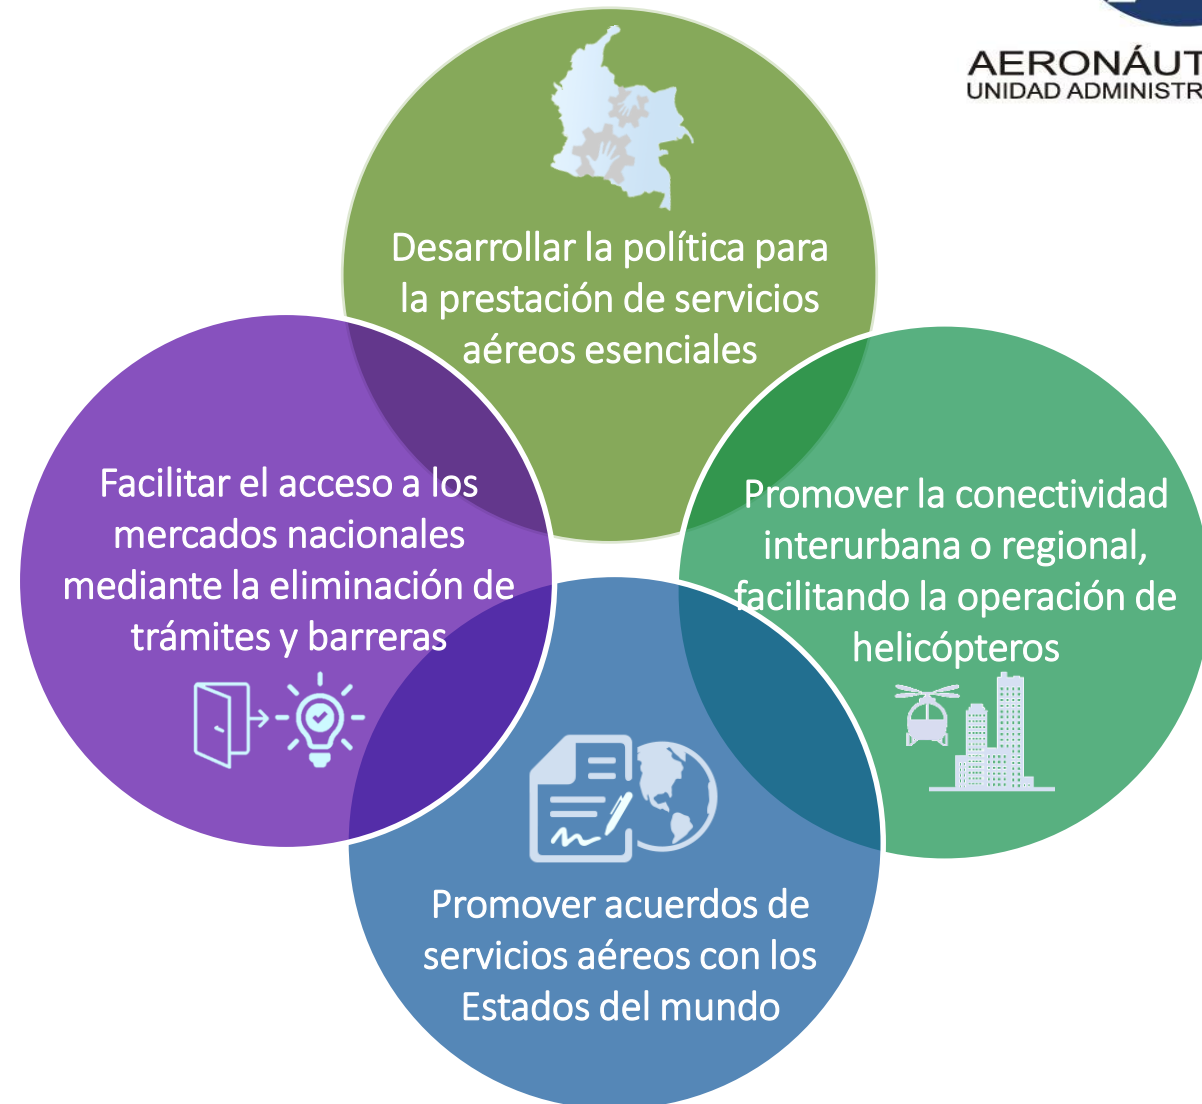 AERONÁUT
UNIDAD ADMINISTR
Desarrollar la política para
la prestación de servicios
aéreos esenciales
Facilitar el acceso a los
mercados nacionales
mediante la eliminación de
trámites y barreras
Promover la conectividad
interurbana o regional,
facilitando la operación de
helicópteros
Promover acuerdos de
servicios aéreos con los
Estados del mundo